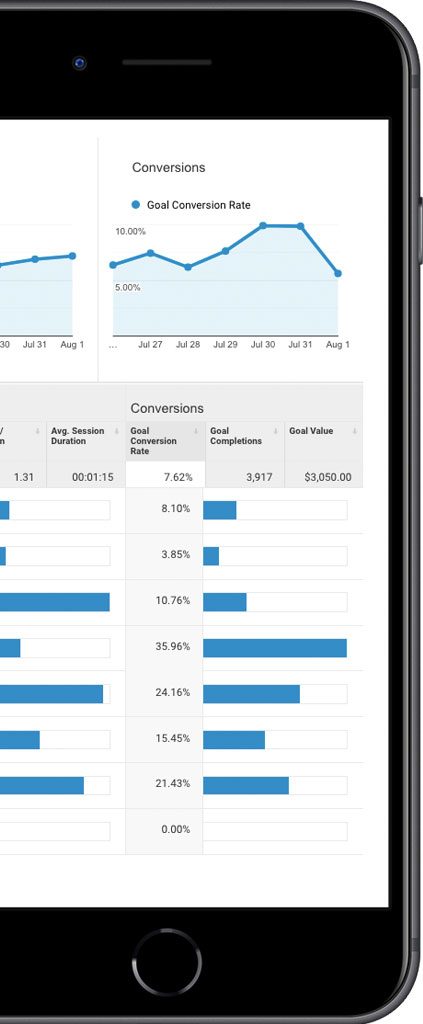 Conversions
Goal Conversion Rate
10.00%
5.00%
30 Jul 31 Aug 1
... Jul 27 Jul 28 Jul 29 Jul 30 Jul 31 Aug 1
Conversions
/
n
Avg. Session
Duration
Goal
Conversion
Rate
Goal
Completions
Goal Value
1.31 00:01:15 7.62% 3,917 $3,050.00
8.10%
3.85%
10.76%
35.96%
24.16%
15.45%
21.43%
0.00%